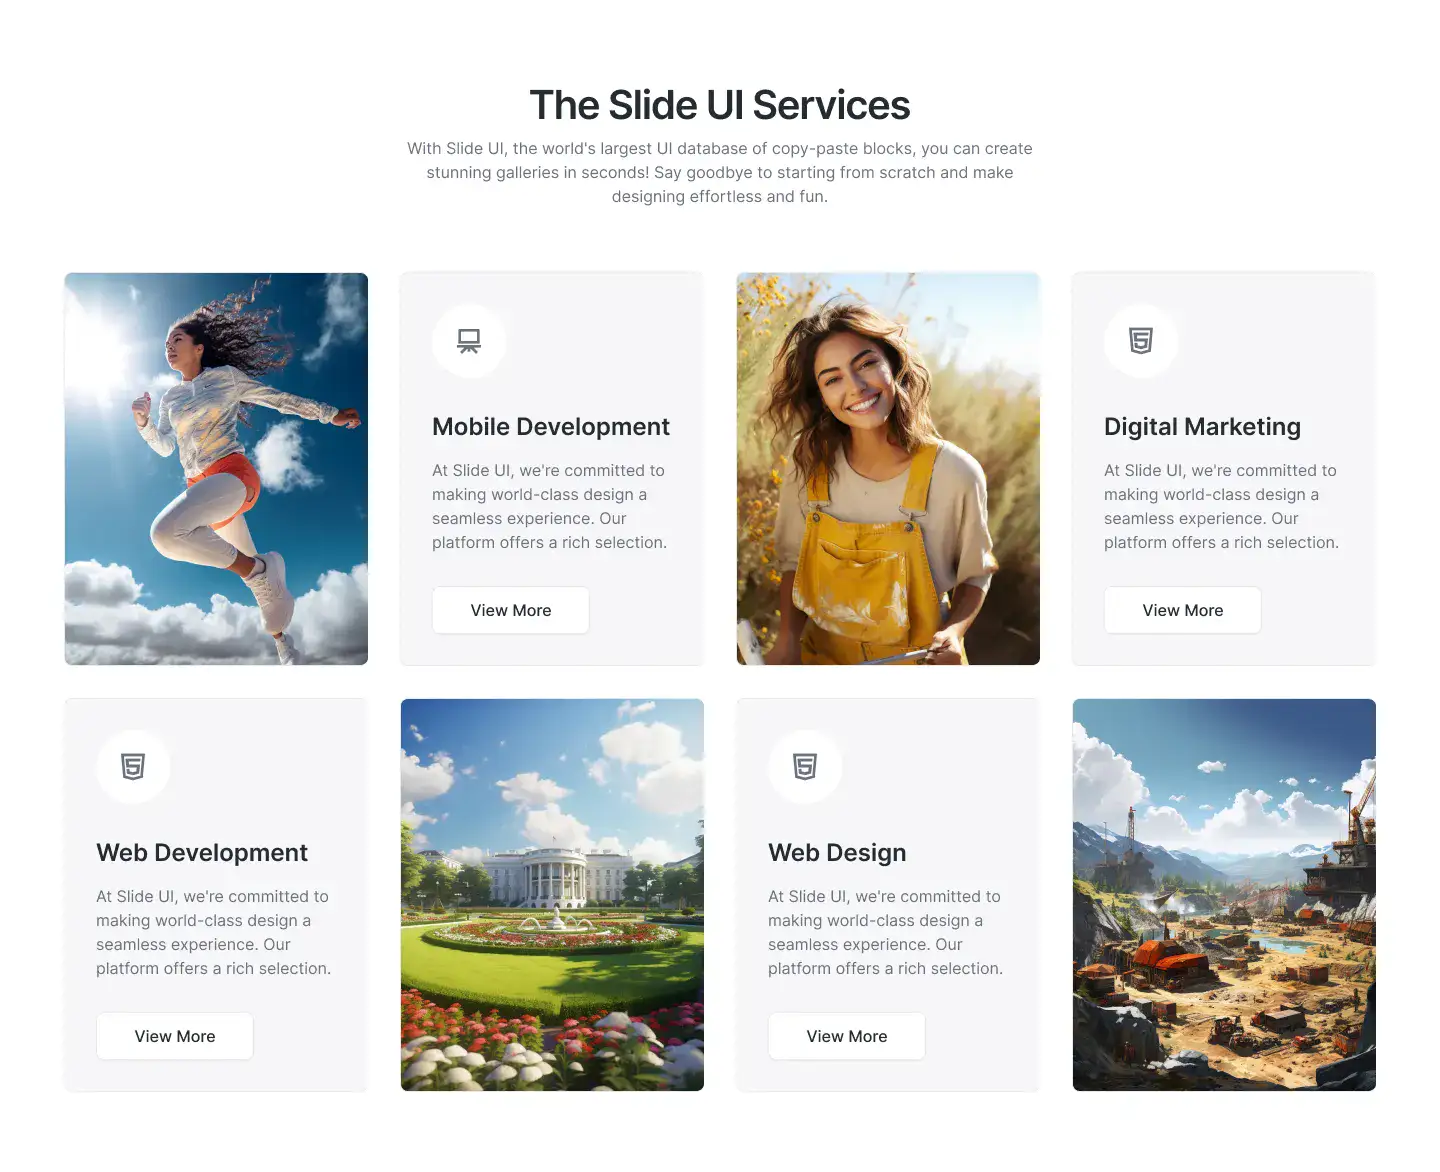 The Slide UI Services
With Slide UI, the world's largest UI database of copy-paste blocks, you can create
stunning galleries in seconds! Say goodbye to starting from scratch and make
designing effortless and fun.
Mobile Development
At Slide UI, we're committed to
making world-class design a
seamless experience. Our
platform offers a rich selection.
View More
Digital Marketing
At Slide UI, we're committed to
making world-class design a
seamless experience. Our
platform offers a rich selection.
View More
Web Development
At Slide UI, we're committed to
making world-class design a
seamless experience. Our
platform offers a rich selection.
View More
Web Design
At Slide UI, we're committed to
making world-class design a
seamless experience. Our
platform offers a rich selection.
View More